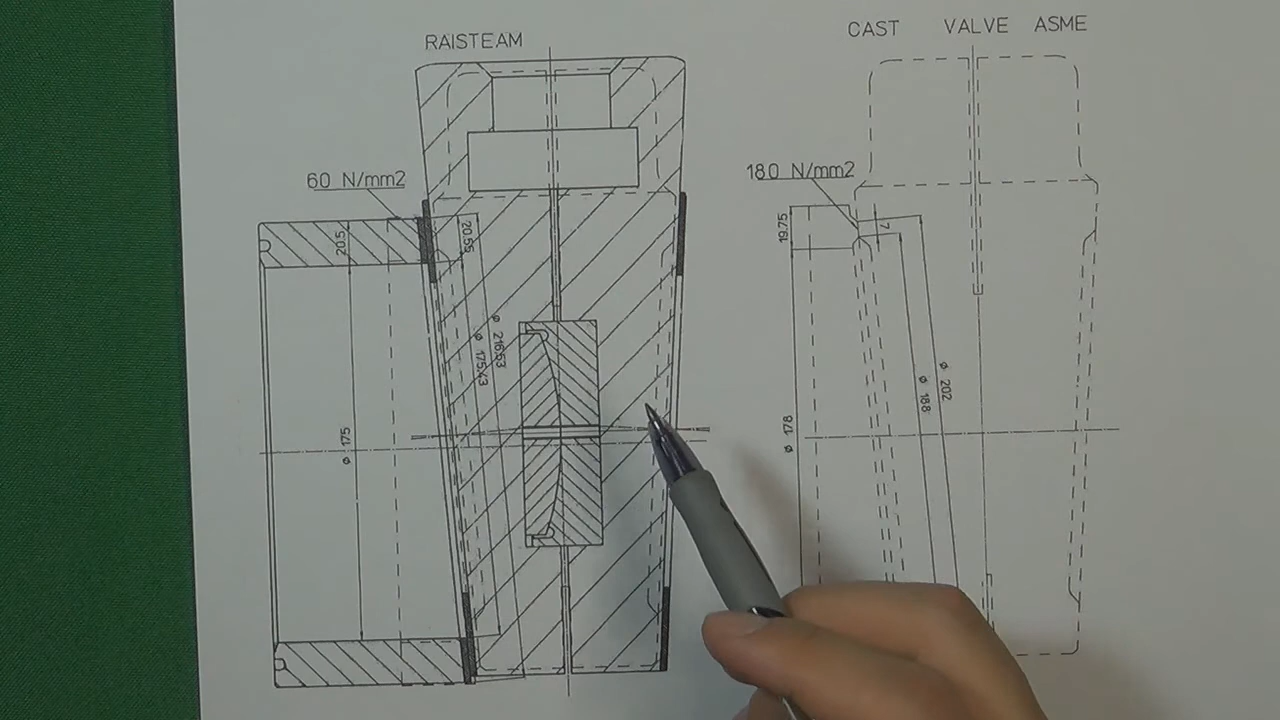 RAISTEAM
CAST VALVE ASME
60 N/mm2
180 N/mm2
20.5
20.55
19.75
7
ø 216.53
ø 175.43
ø 175
ø 178
ø 188
ø 202